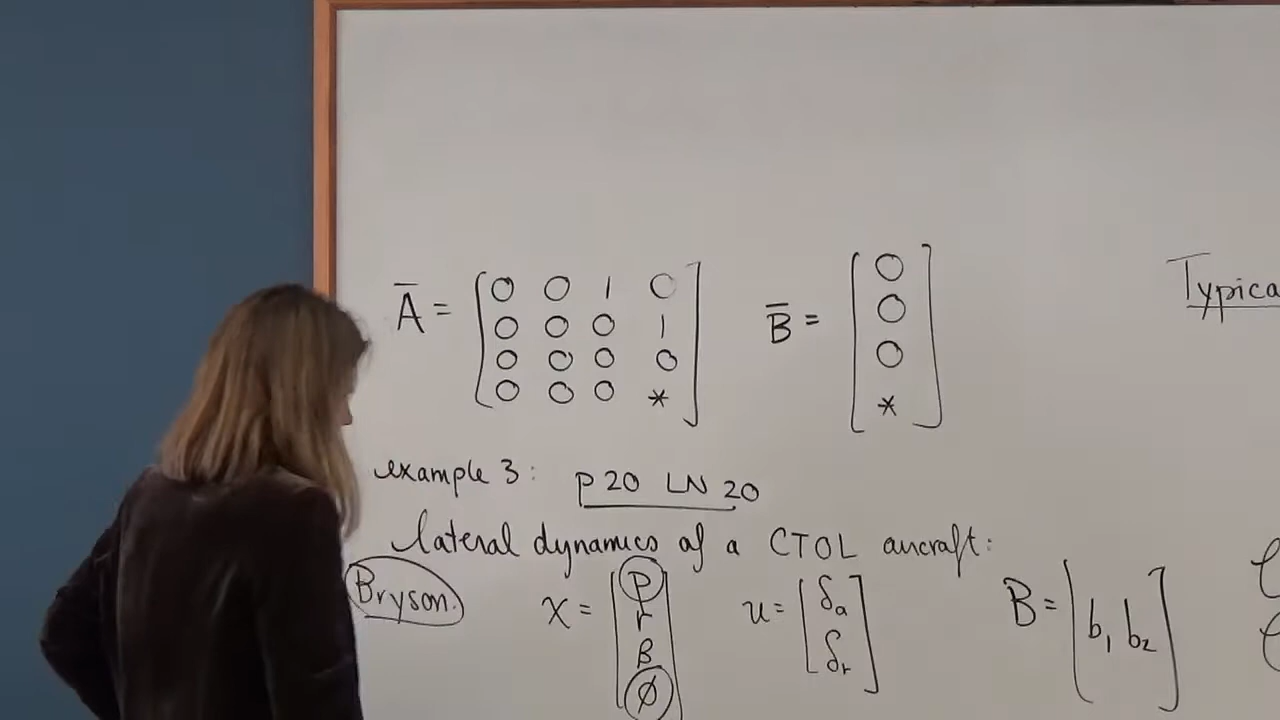 A̅ = [0 0 1 0
0 0 0 1
0 0 0 0
0 0 0 *]
B̅ = [0
0
0
*]
Typica
example 3: P 20 LN 20
lateral dynamics of a CTOL aircraft:
Bryson.
x = [p
r
β
ϕ]
u = [δa
δr]
B = [b₁ b₂]